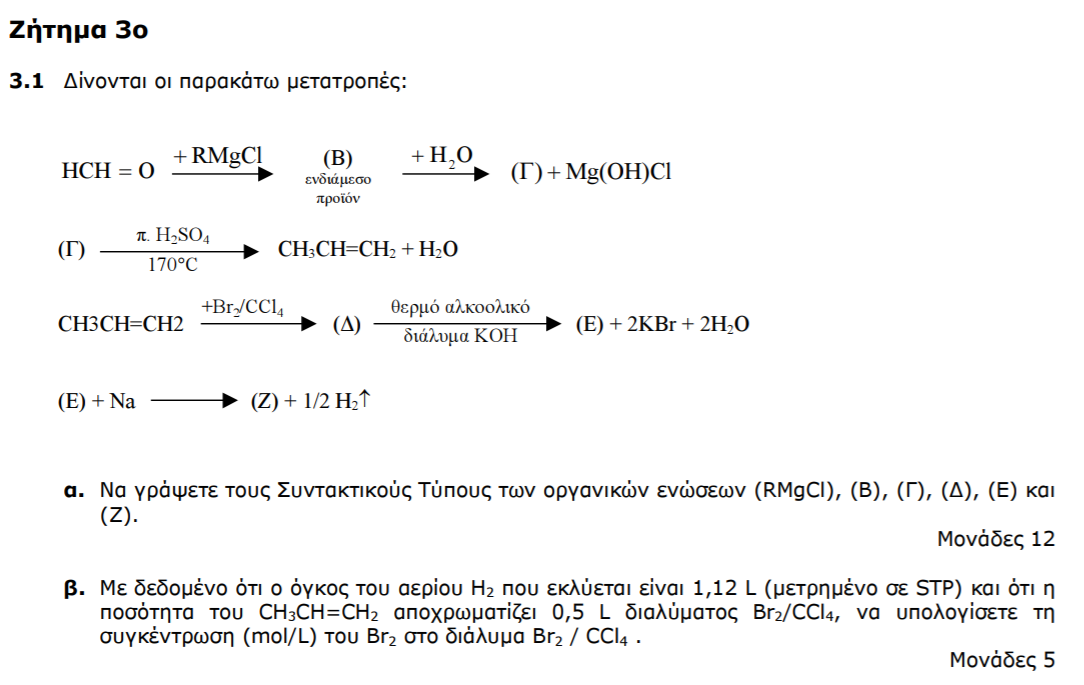 Ζήτημα 3ο
3.1 Δίνονται οι παρακάτω μετατροπές:
HCH = O + RMgCl (B) ενδιάμεσο προϊόν + H₂O (Γ) + Mg(OH)Cl
(Γ) π. H₂SO₄ 170°C CH₃CH=CH₂ + H₂O
CH3CH=CH2 +Br₂/CCl₄ (Δ) θερμό αλκοολικό διάλυμα KOH (E) + 2KBr + 2H₂O
(E) + Na (Z) + 1/2 H₂↑
α. Να γράψετε τους Συντακτικούς Τύπους των οργανικών ενώσεων (RMgCl), (Β), (Γ), (Δ), (Ε) και
(Ζ).
Μονάδες 12
β. Με δεδομένο ότι ο όγκος του αερίου H₂ που εκλύεται είναι 1,12 L (μετρημένο σε STP) και ότι η
ποσότητα του CH₃CH=CH₂ αποχρωματίζει 0,5 L διαλύματος Br₂/CCl₄, να υπολογίσετε τη
συγκέντρωση (mol/L) του Br₂ στο διάλυμα Br₂ / CCl₄ .
Μονάδες 5